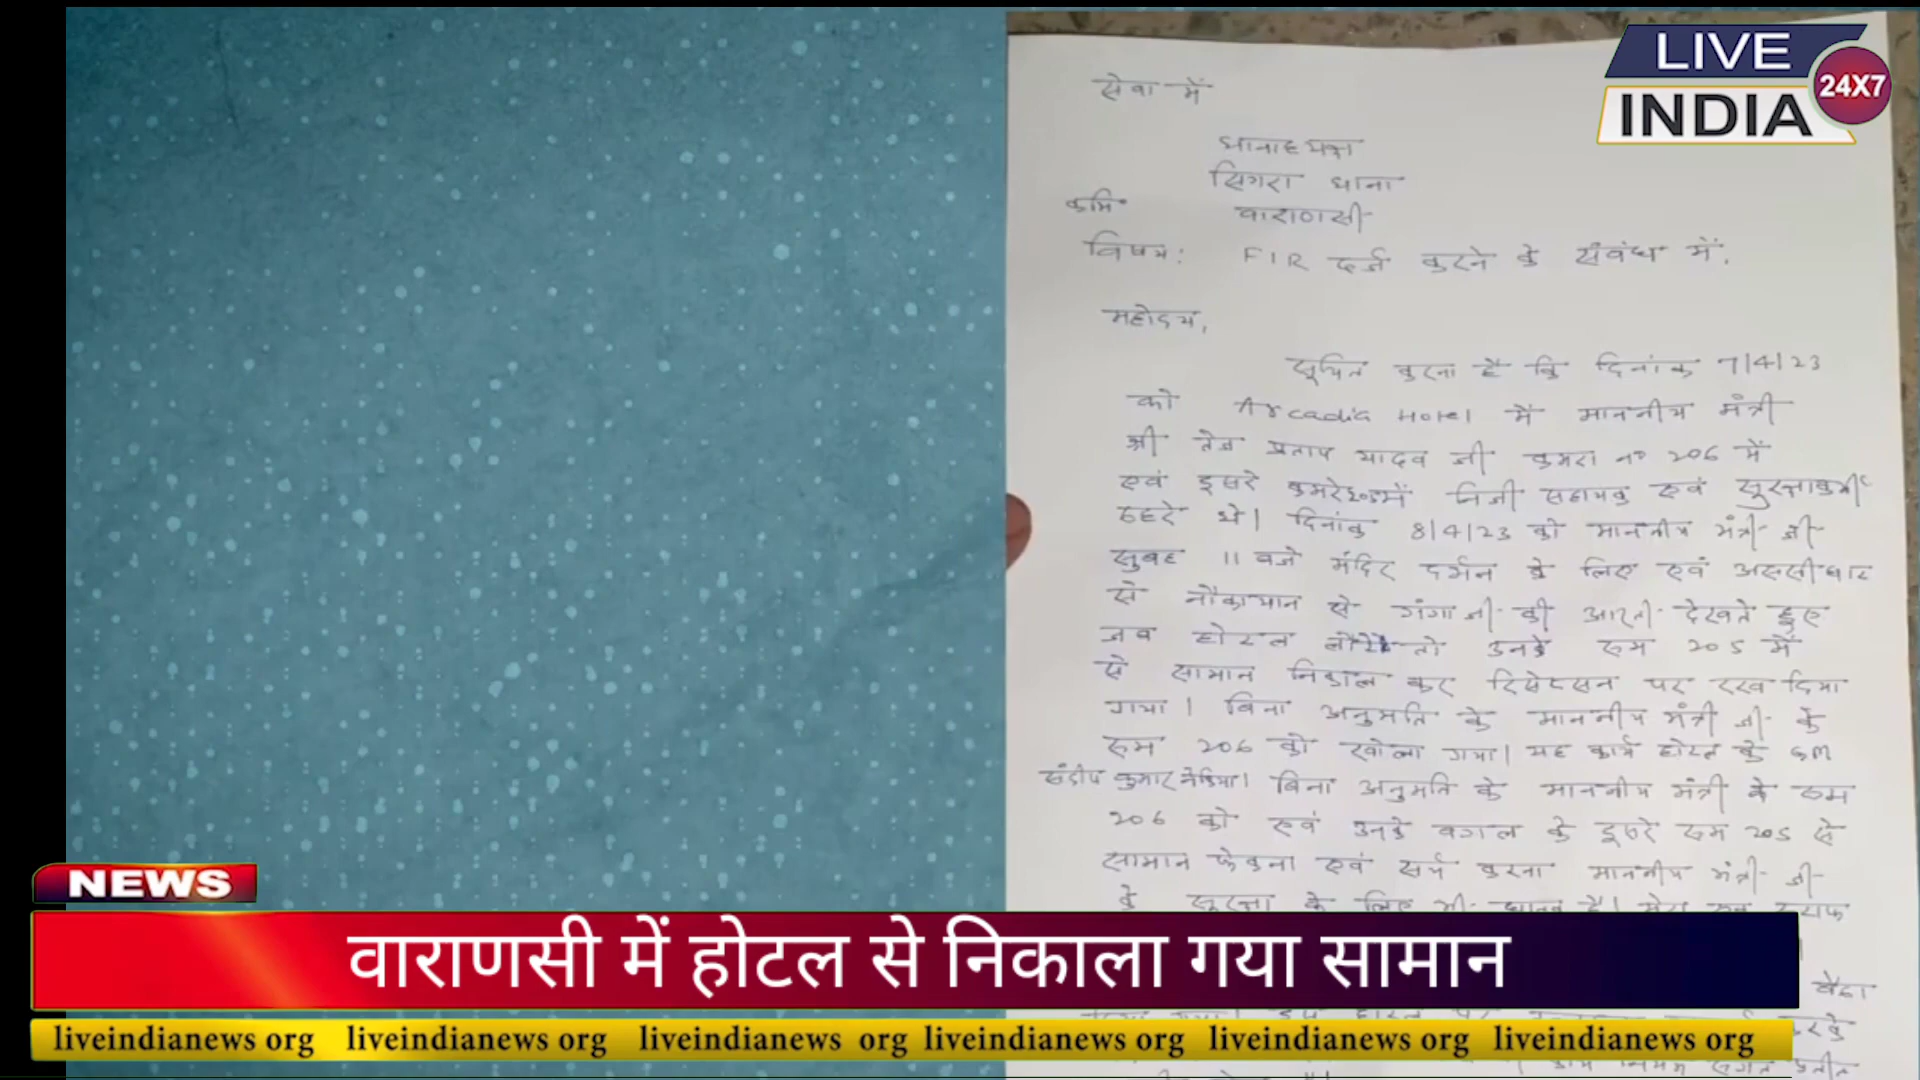 LIVE
INDIA
24X7
सेवा में
थानाध्यक्ष
सिगरा थाना
वाराणसी
विषय: FIR दर्ज करने के संबंध में.
महोदय,
सूचित करना है कि दिनांक 7/4/23
को Arcadia Hotel में माननीय मंत्री
श्री तेज प्रताप यादव जी कमरा न० 206 में
एवं दूसरे कमरे में निजी सहायक एवं सुरक्षाकर्मी
ठहरे थे। दिनांक 8/4/23 को माननीय मंत्री जी
सुबह 11 बजे मंदिर दर्शन के लिए एवं अस्सी घाट
से नौकायान से गंगा जी की आरती देखते हुए
जब होटल लौटे तो उनके रूम 205 में
से सामान निकाल कर रिसेप्सन पर रख दिया
गया। बिना अनुमति के माननीय मंत्री जी के
रूम 206 को खोला गया। यह कार्य होटल के GM
संदीप कुमार बिना अनुमति के माननीय मंत्री के रूम
206 को एवं उनके बगल के दूसरे रूम 205 से
सामान फेकना एवं सर्च करना माननीय मंत्री जी
के सुरक्षा के लिए भी
NEWS
वाराणसी में होटल से निकाला गया सामान
liveindianews org liveindianews org liveindianews org liveindianews org liveindianews org liveindianews org